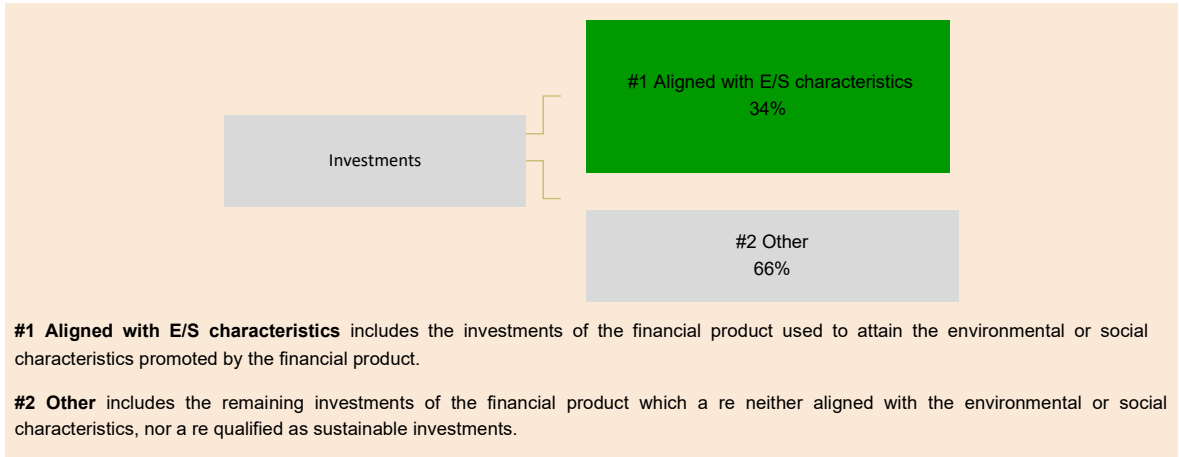 #1 Aligned with E/S characteristics
34%
Investments
#2 Other
66%
#1 Aligned with E/S characteristics includes the investments of the financial product used to attain the environmental or social
characteristics promoted by the financial product.
#2 Other includes the remaining investments of the financial product which a re neither aligned with the environmental or social
characteristics, nor a re qualified as sustainable investments.